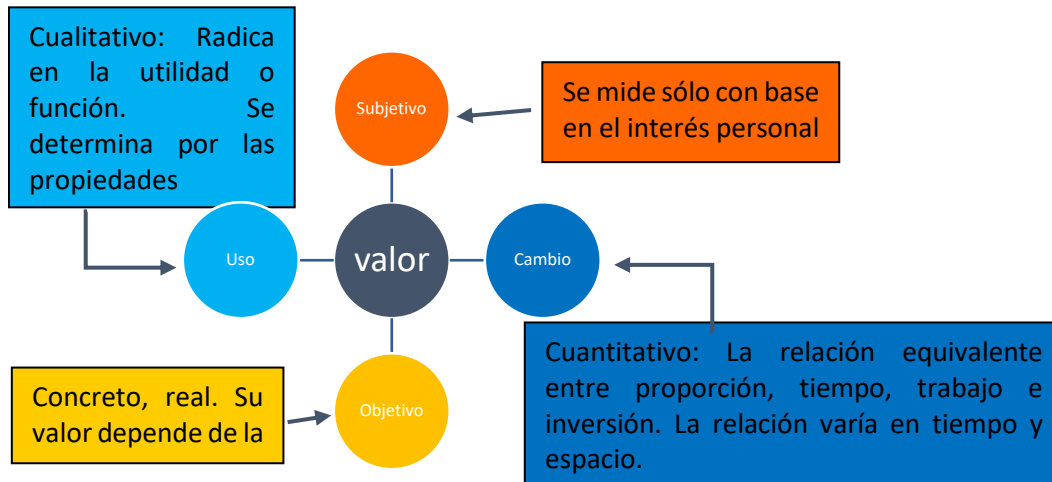 Cualitativo: Radica
en la utilidad o
función. Se
determina por las
propiedades
Subjetivo
Se mide sólo con base
en el interés personal
Uso
valor
Cambio
Concreto, real. Su
valor depende de la
Objetivo
Cuantitativo: La relación equivalente
entre proporción, tiempo, trabajo e
inversión. La relación varía en tiempo y
espacio.